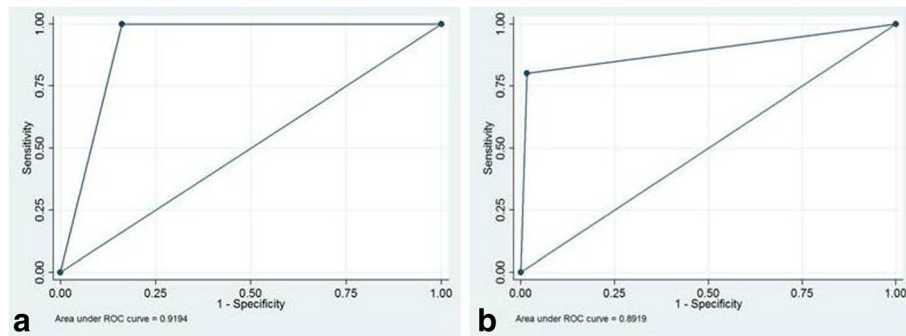 1.00
0.75
0.50
0.25
0.00
Sensitivity
0.00 0.25 0.50 0.75 1.00
1 - Specificity
Area under ROC curve = 0.9194
a
1.00
0.75
0.50
0.25
0.00
Sensitivity
0.00 0.25 0.50 0.75 1.00
1 - Specificity
Area under ROC curve = 0.8919
b